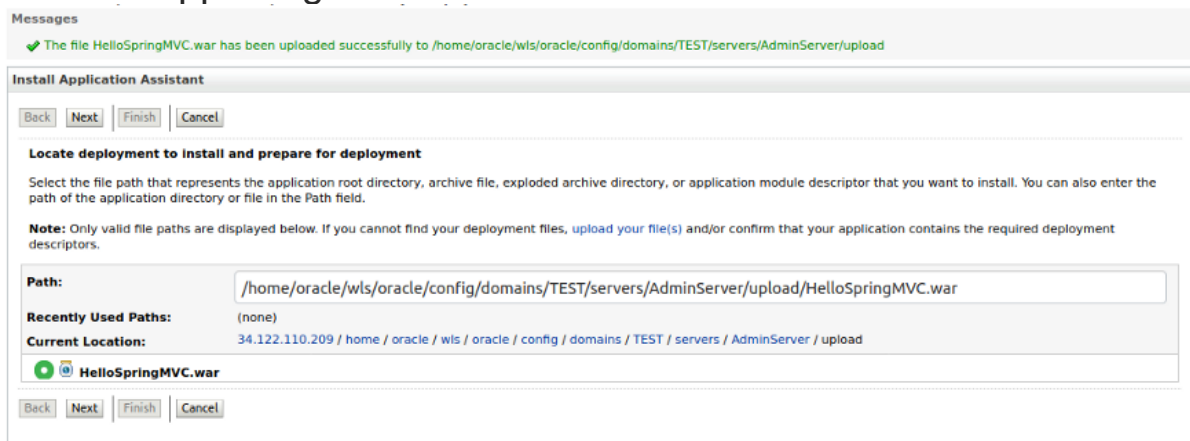 Messages
The file HelloSpringMVC.war has been uploaded successfully to /home/oracle/wls/oracle/config/domains/TEST/servers/AdminServer/upload
Install Application Assistant
Back Next Finish Cancel
Locate deployment to install and prepare for deployment
Select the file path that represents the application root directory, archive file, exploded archive directory, or application module descriptor that you want to install. You can also enter the
path of the application directory or file in the Path field.
Note: Only valid file paths are displayed below. If you cannot find your deployment files, upload your file(s) and/or confirm that your application contains the required deployment
descriptors.
Path: /home/oracle/wls/oracle/config/domains/TEST/servers/AdminServer/upload/HelloSpringMVC.war
Recently Used Paths: (none)
Current Location: 34.122.110.209 / home / oracle / wls / oracle / config / domains / TEST / servers / AdminServer / upload
HelloSpringMVC.war
Back Next Finish Cancel